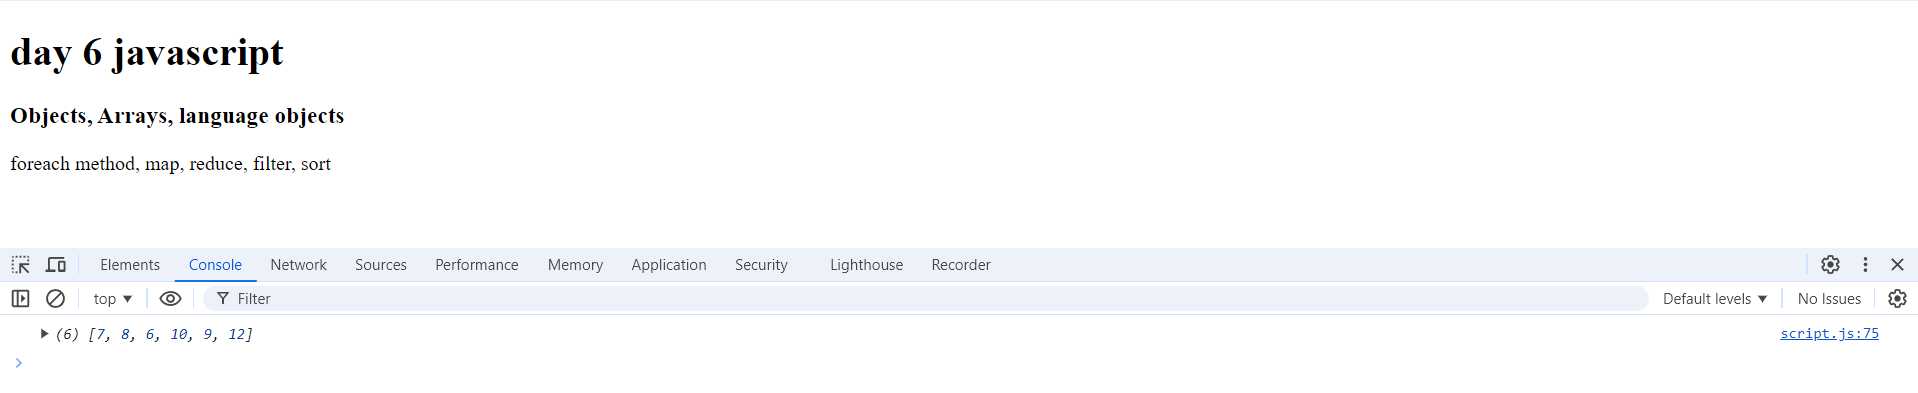 day 6 javascript
Objects, Arrays, language objects
foreach method, map, reduce, filter, sort
Elements Console Network Sources Performance Memory Application Security Lighthouse Recorder
top ▼ Filter Default levels ▼ No Issues
▶ (6) [7, 8, 6, 10, 9, 12] script.js:75
>